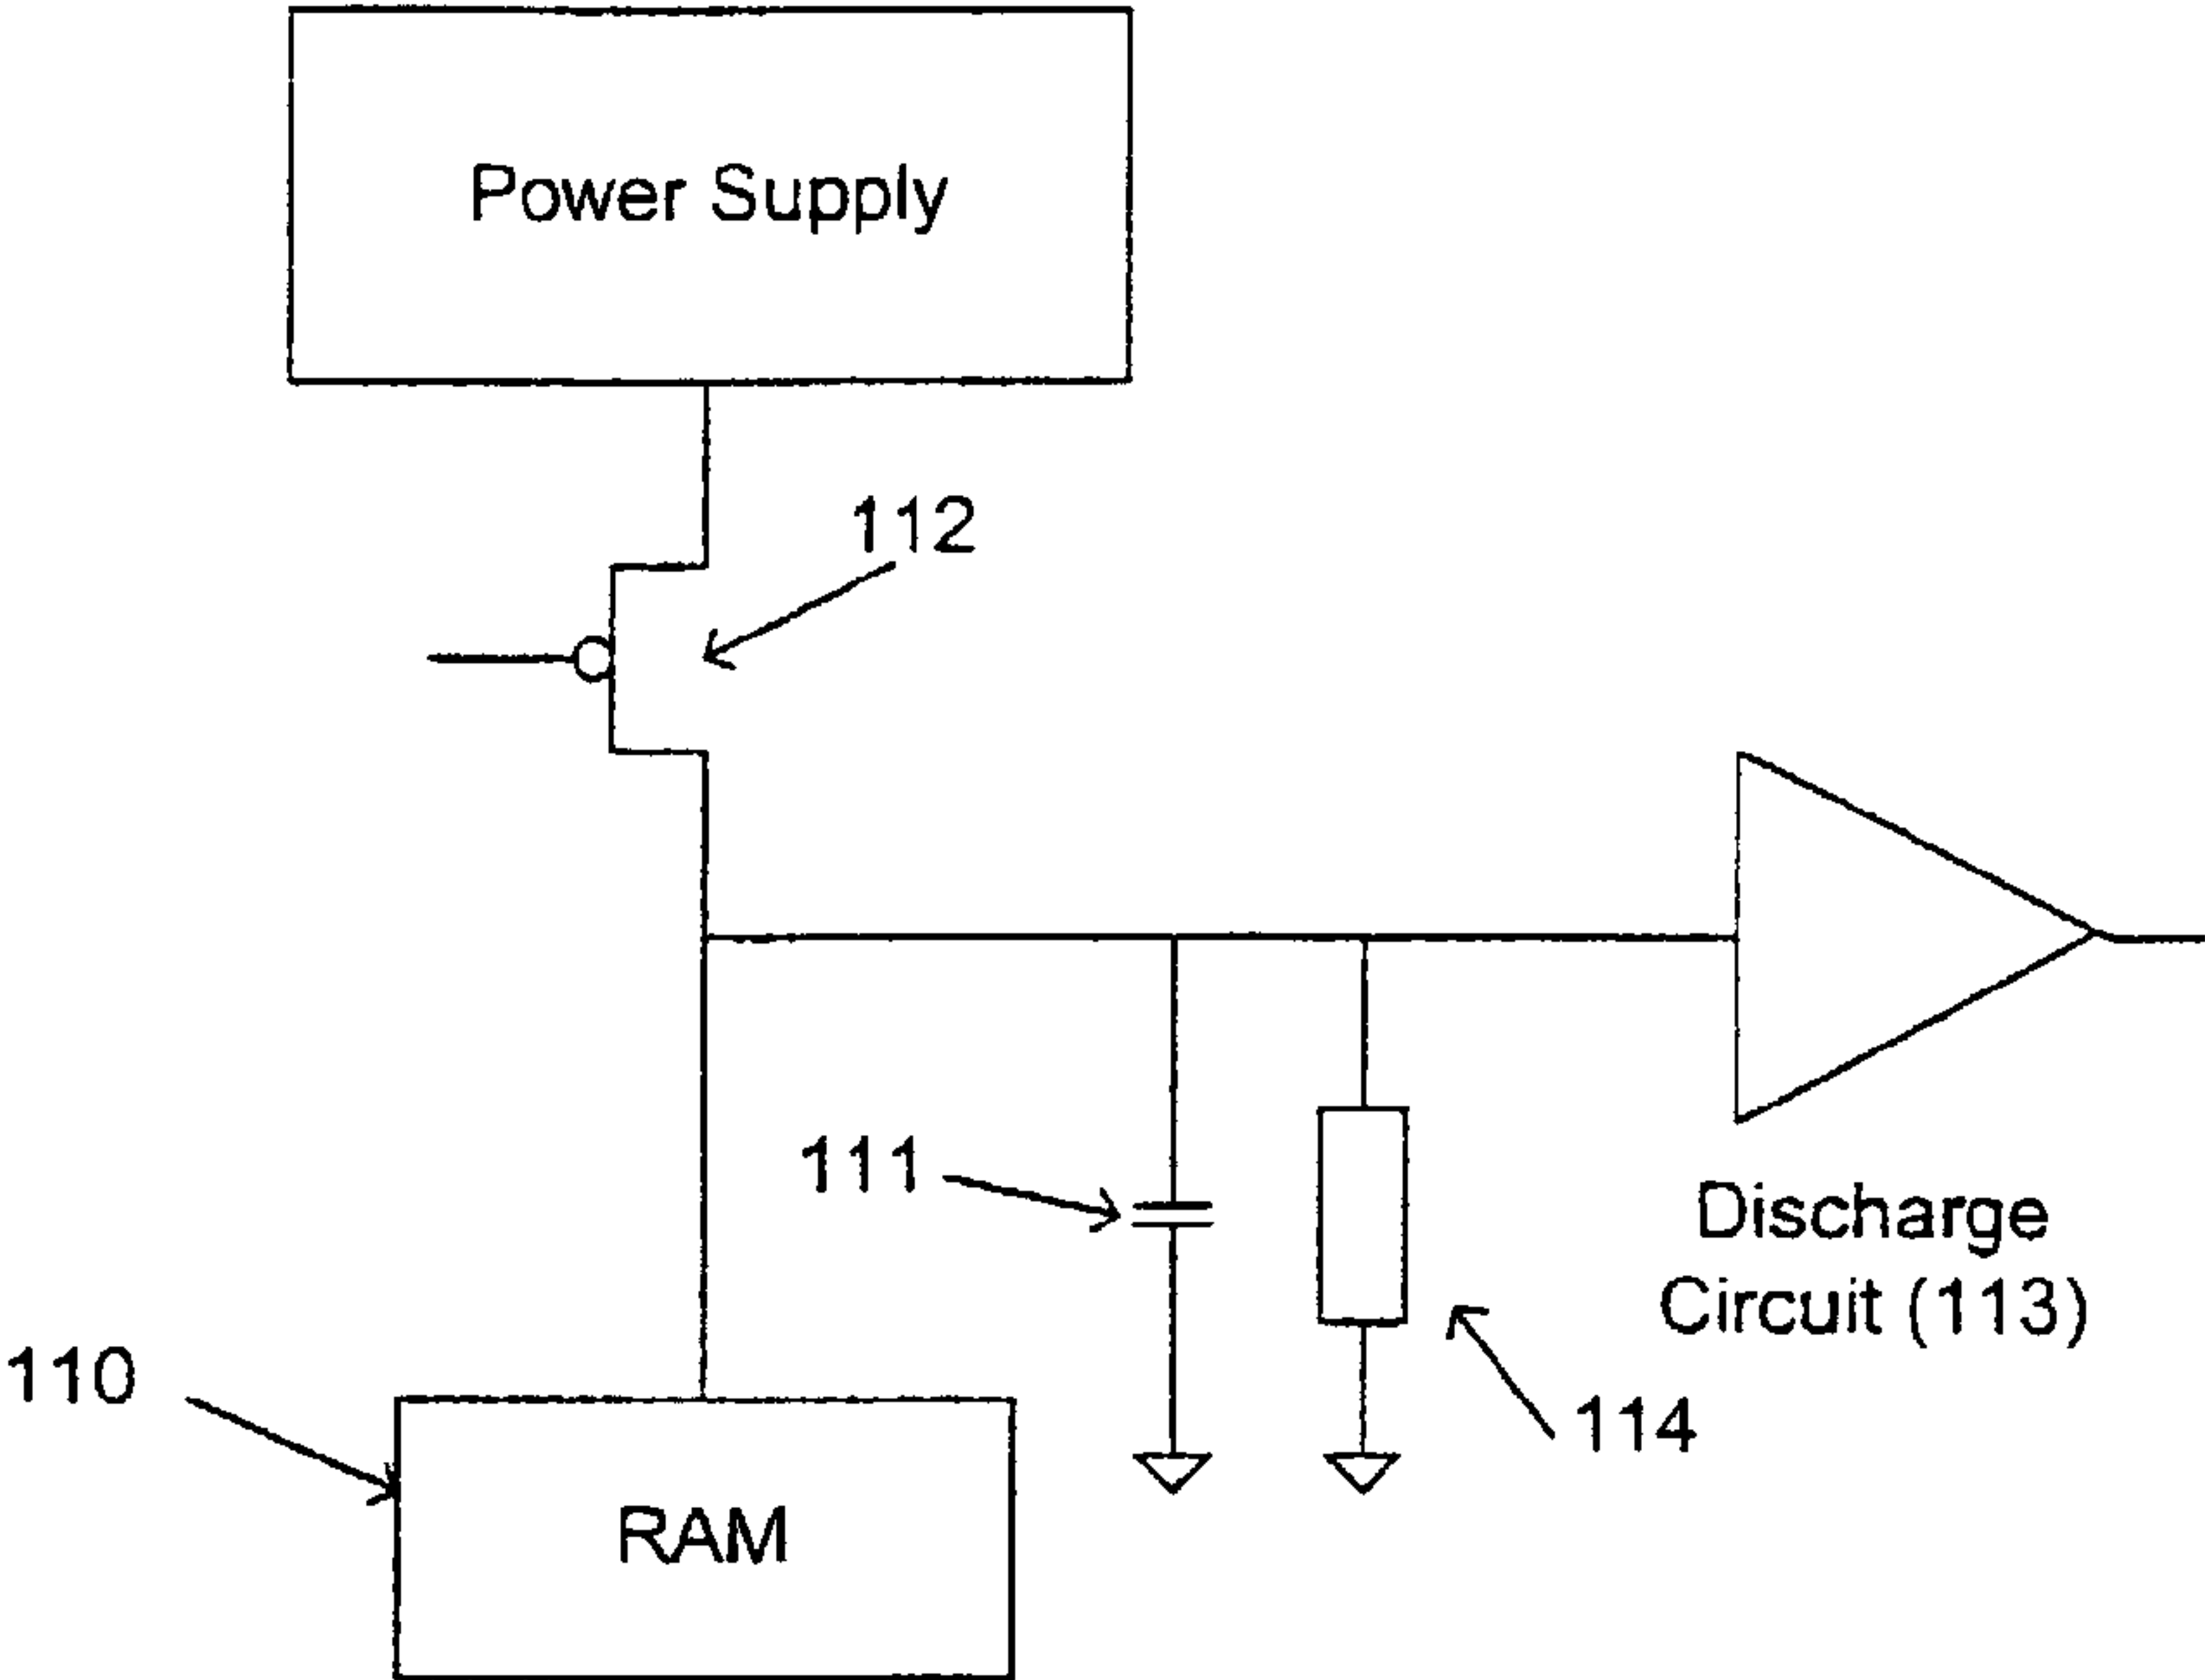 Power Supply
112
111
Discharge
Circuit (113)
110
114
RAM